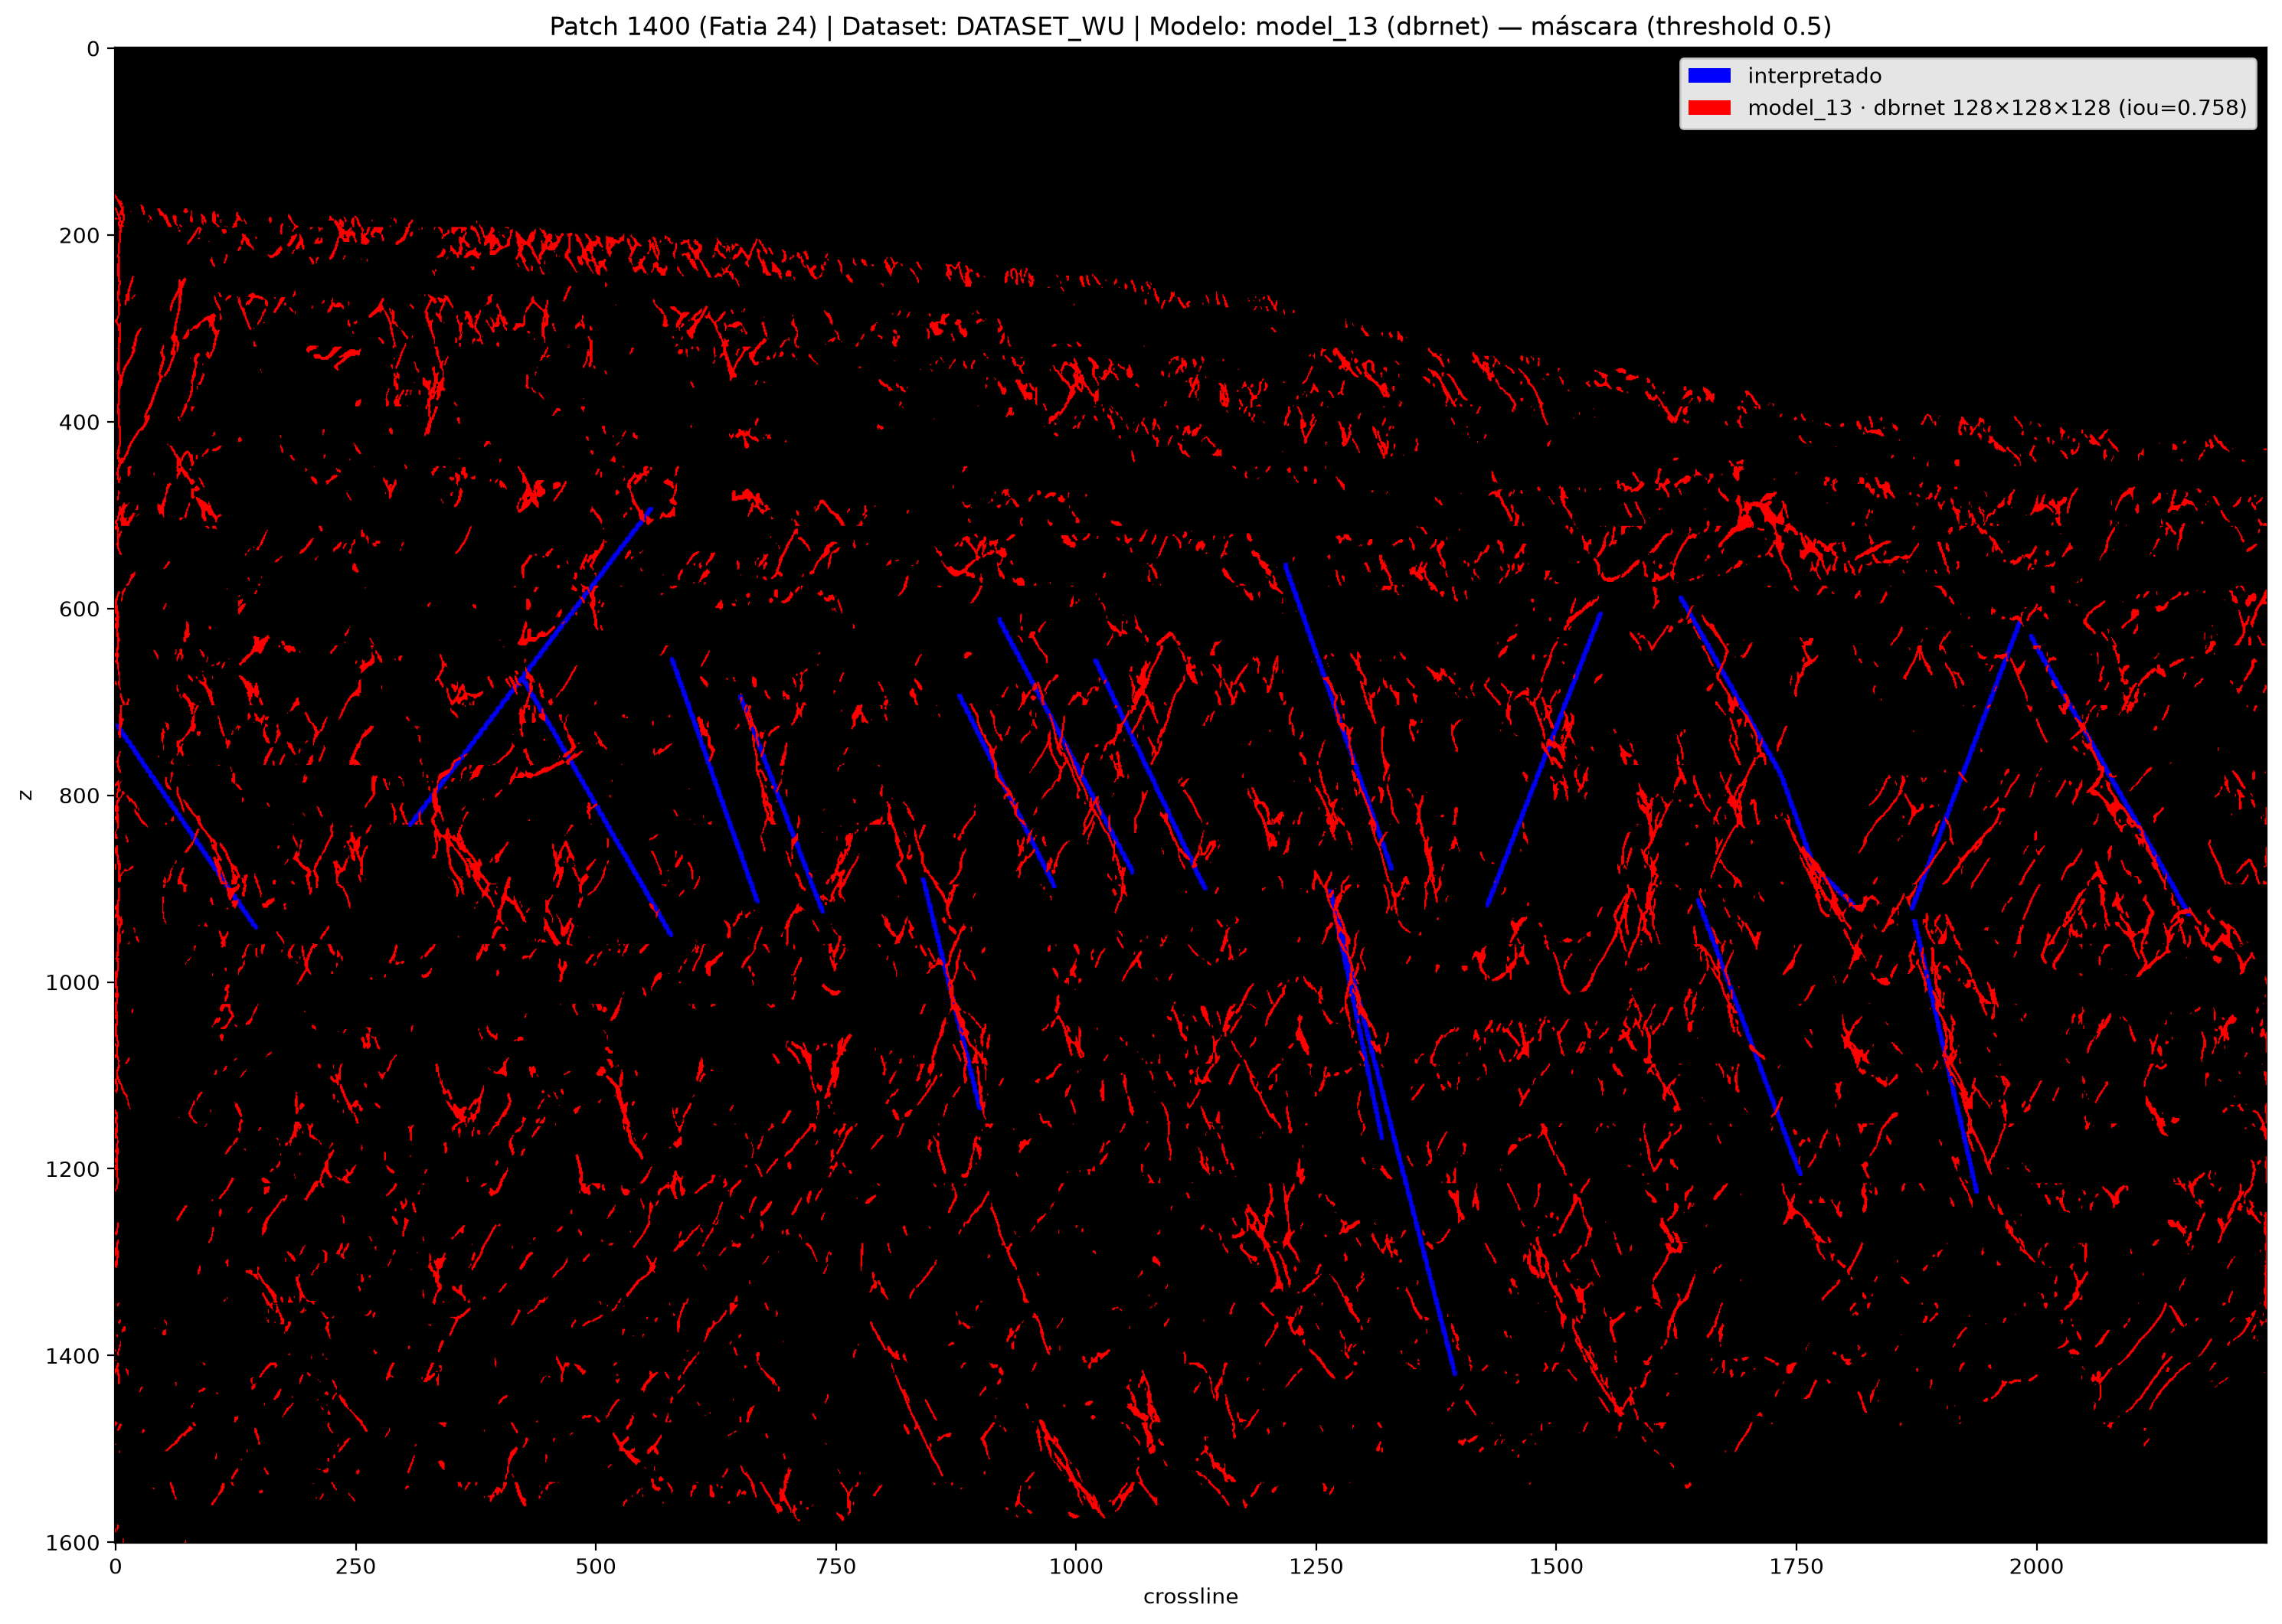 Patch 1400 (Fatia 24) | Dataset: DATASET_WU | Modelo: model_13 (dbrnet) — máscara (threshold 0.5)
interpretado
model_13 · dbrnet 128×128×128 (iou=0.758)
0
200
400
600
800
1000
1200
1400
1600
z
0 250 500 750 1000 1250 1500 1750 2000
crossline